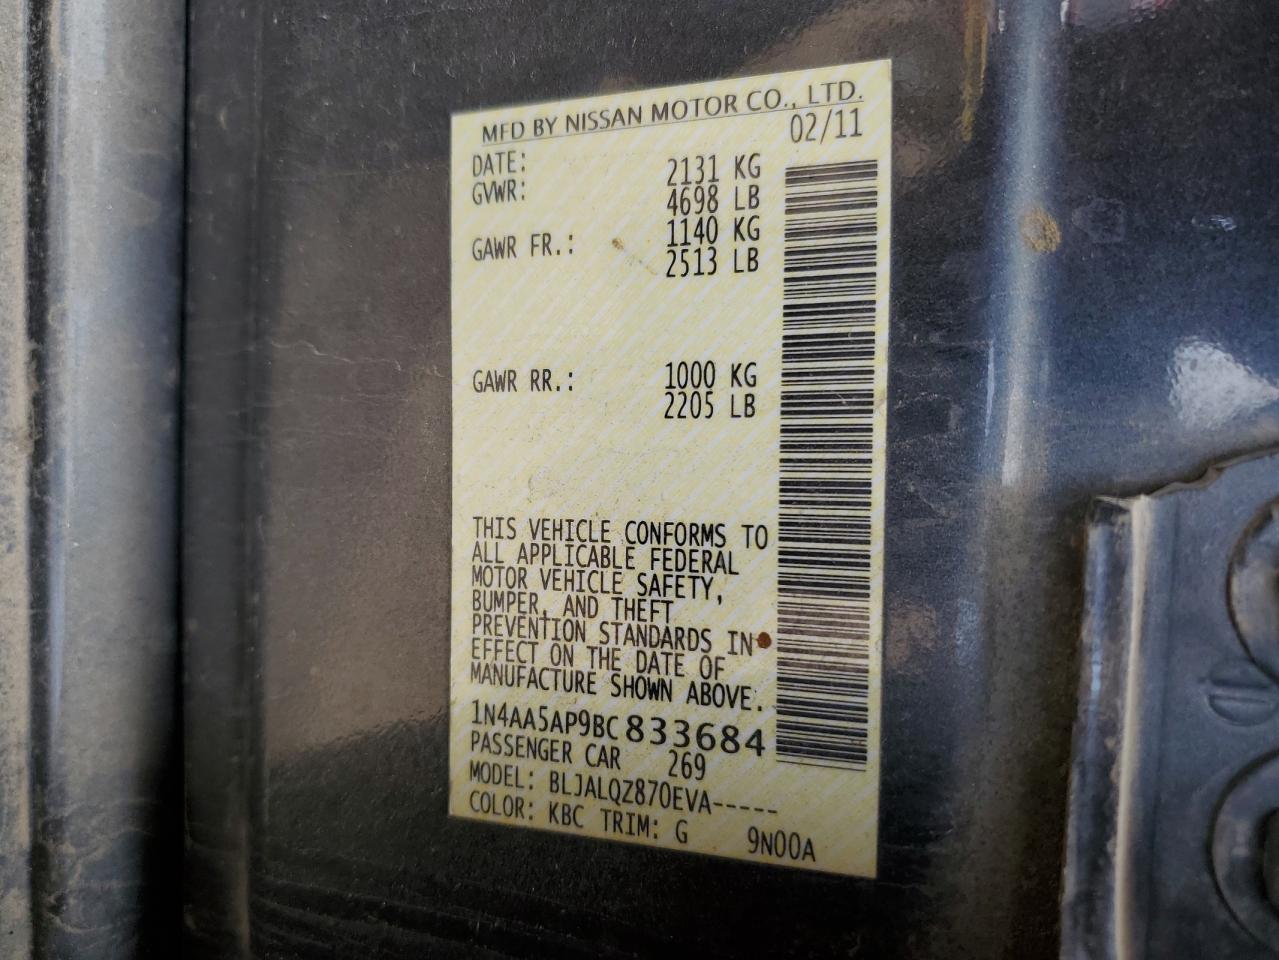 MFD BY NISSAN MOTOR CO., LTD.
DATE: 02/11
GVWR: 2131 KG
4698 LB
GAWR FR.: 1140 KG
2513 LB
GAWR RR.: 1000 KG
2205 LB
THIS VEHICLE CONFORMS TO
ALL APPLICABLE FEDERAL
MOTOR VEHICLE SAFETY,
BUMPER, AND THEFT
PREVENTION STANDARDS IN
EFFECT ON THE DATE OF
MANUFACTURE SHOWN ABOVE.
1N4AA5AP9BC833684
PASSENGER CAR 269
MODEL: BLJALQZ870EVA-----
COLOR: KBC TRIM: G 9N00A